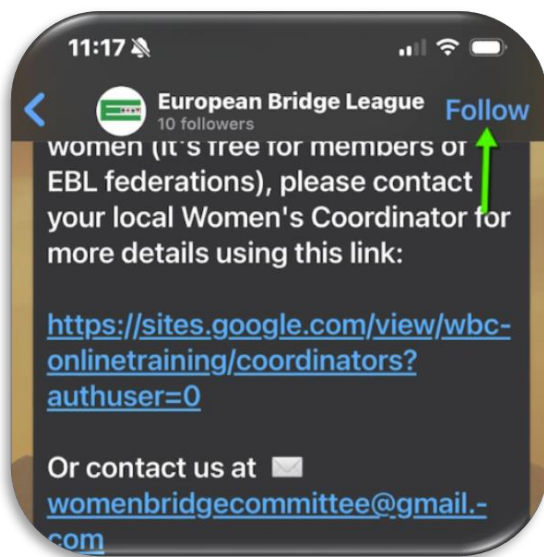 11:17
European Bridge League
Follow
10 followers
women (it's free for members of
EBL federations), please contact
your local Women's Coordinator for
more details using this link:
https://sites.google.com/view/wbc-
onlinetraining/coordinators?
authuser=0
Or contact us at
womenbridgecommittee@gmail.-
com